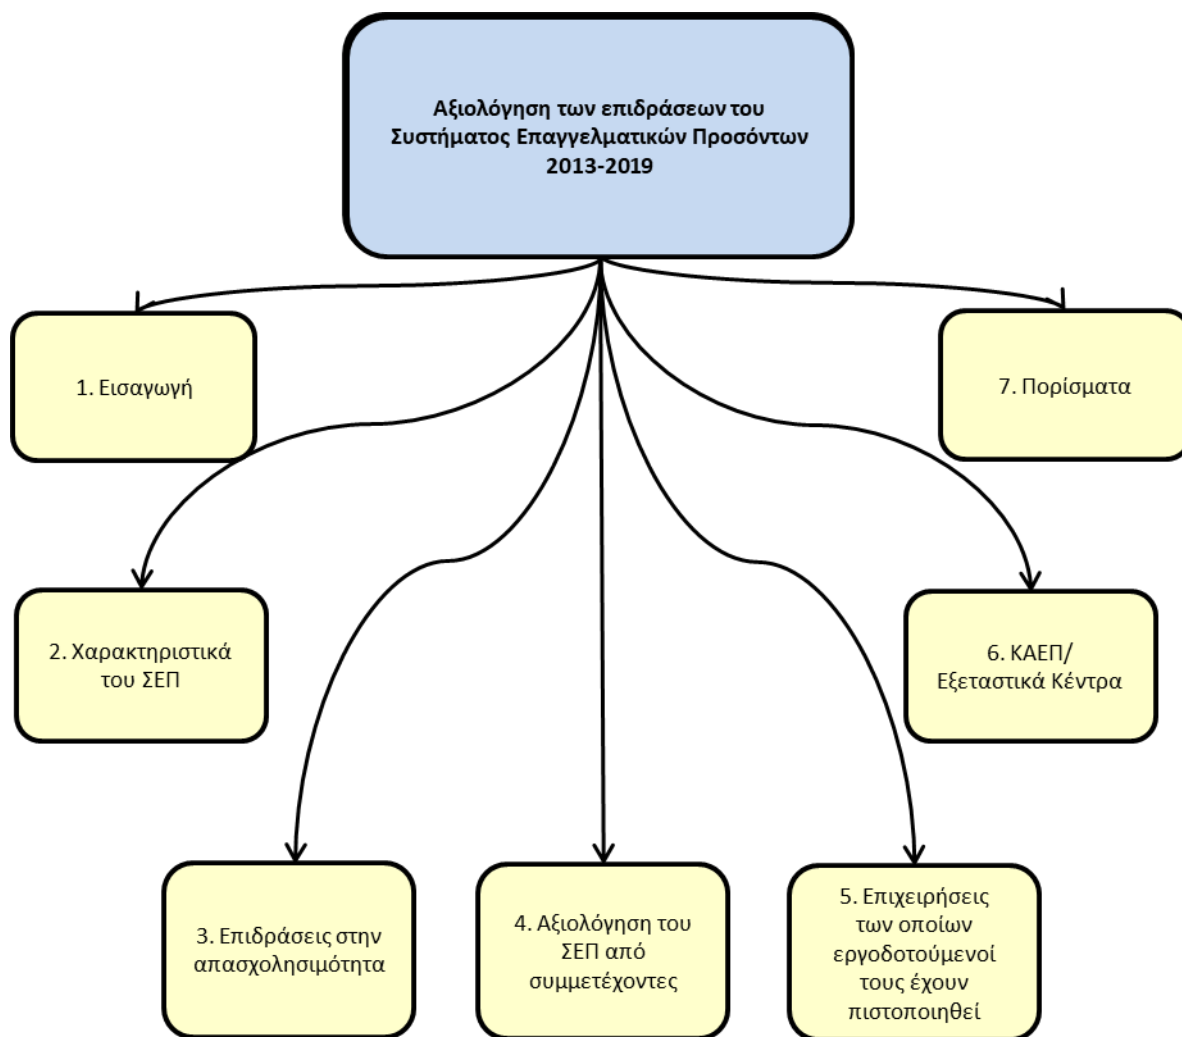 Αξιολόγηση των επιδράσεων του
Συστήματος Επαγγελματικών Προσόντων
2013-2019
1. Εισαγωγή
7. Πορίσματα
2. Χαρακτηριστικά
του ΣΕΠ
6. ΚΑΕΠ/
Εξεταστικά Κέντρα
3. Επιδράσεις στην
απασχολησιμότητα
4. Αξιολόγηση του
ΣΕΠ από
συμμετέχοντες
5. Επιχειρήσεις
των οποίων
εργοδοτούμενοί
τους έχουν
πιστοποιηθεί